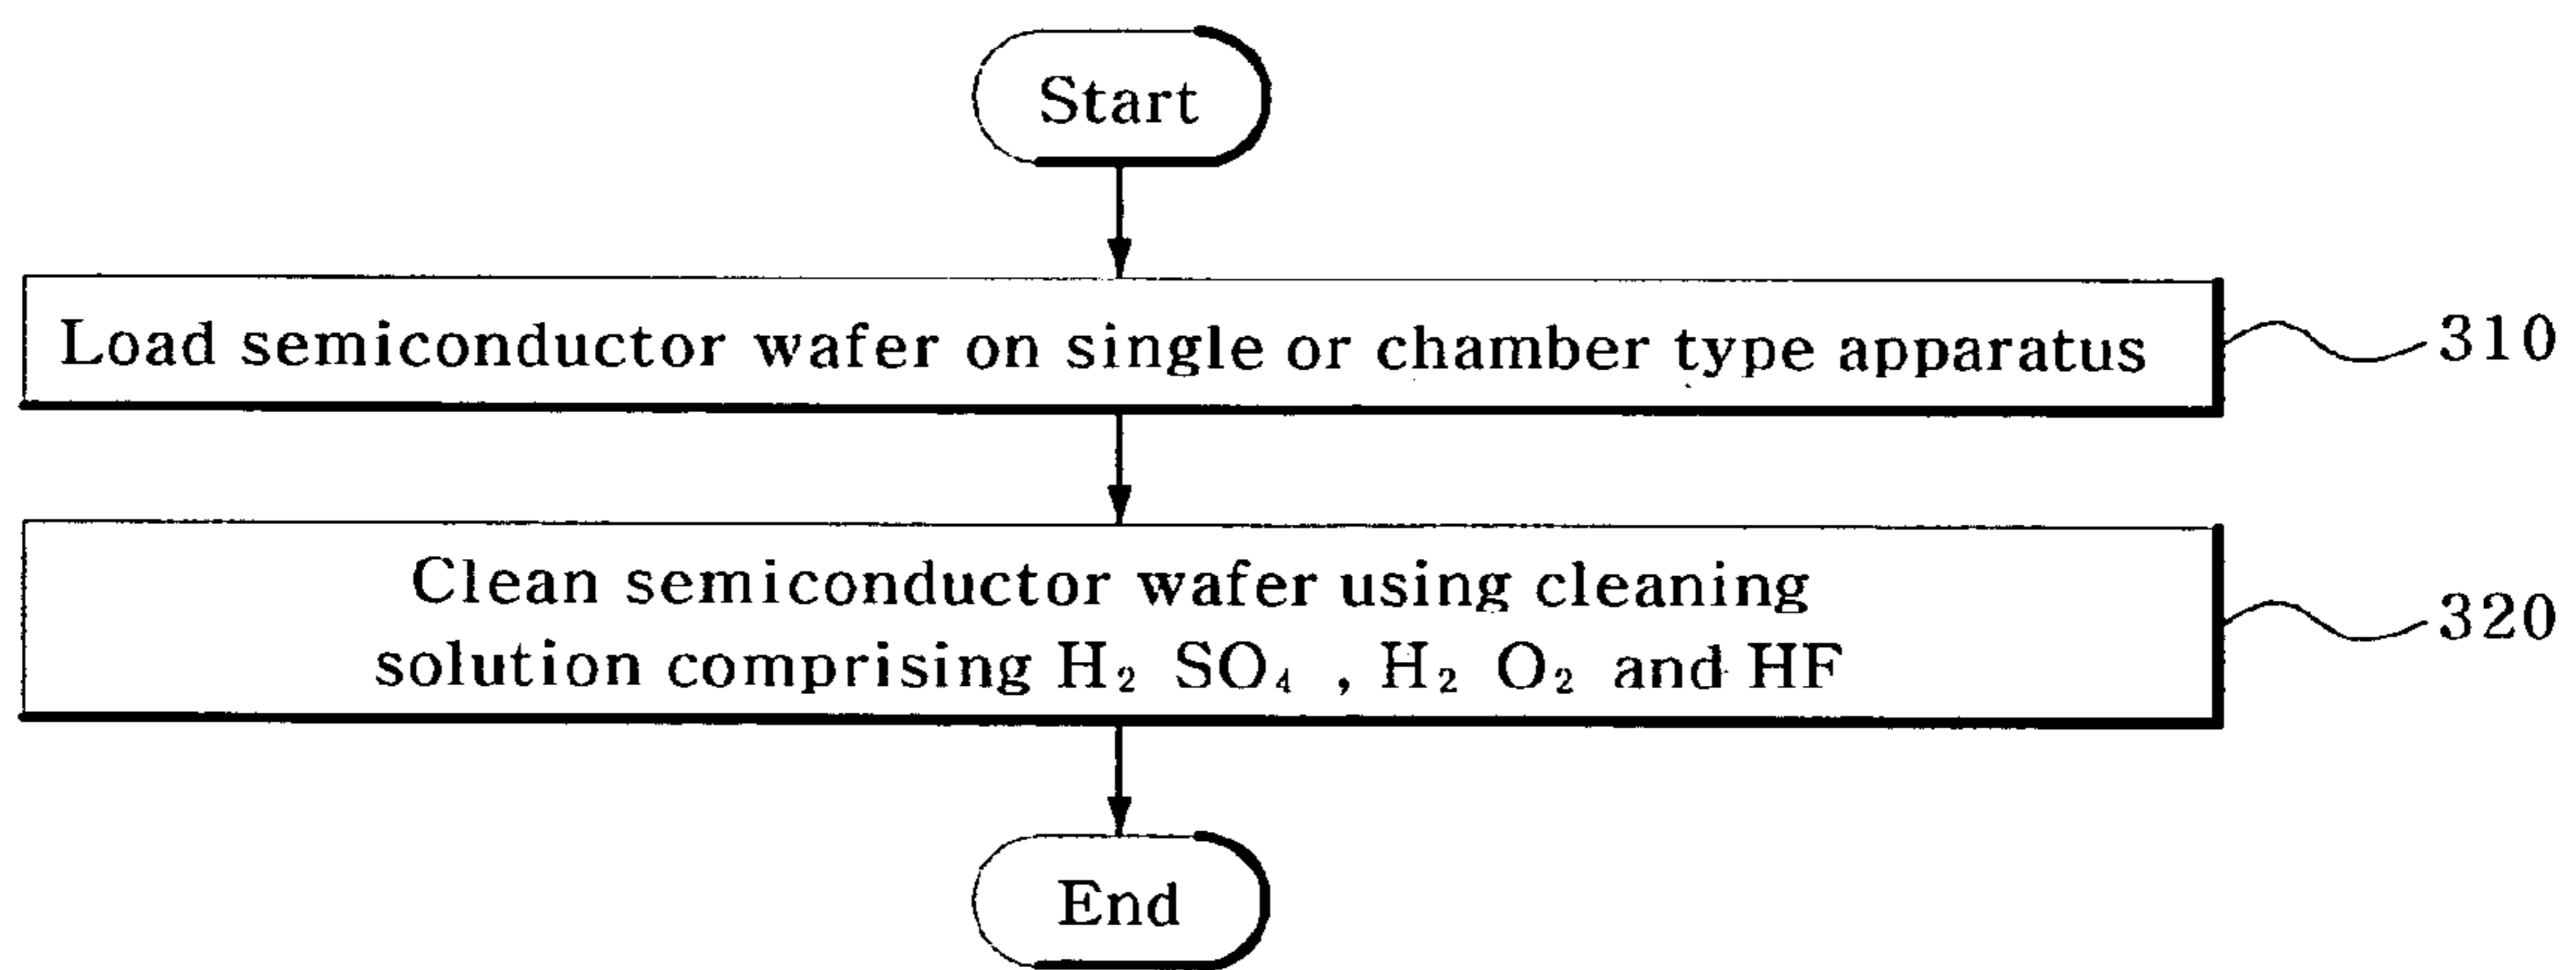 Start
Load semiconductor wafer on single or chamber type apparatus
310
Clean semiconductor wafer using cleaning
solution comprising H₂ SO₄ , H₂ O₂ and HF
320
End